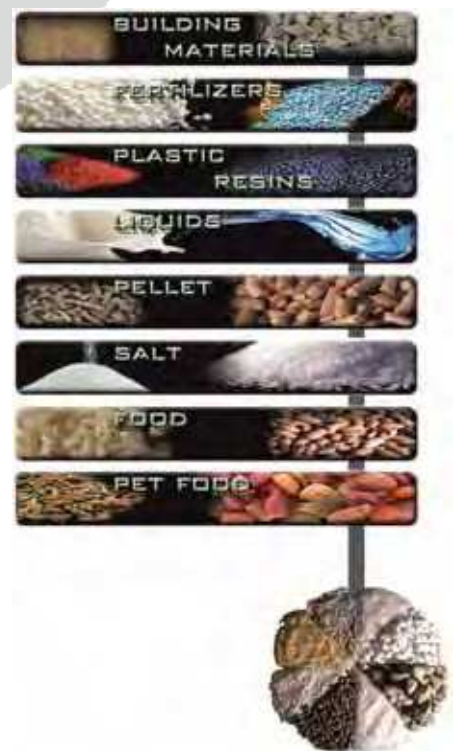 BUILDING
MATERIALS
FERTILIZERS
PLASTIC
RESINS
LIQUIDS
PELLET
SALT
FOOD
PET FOOD